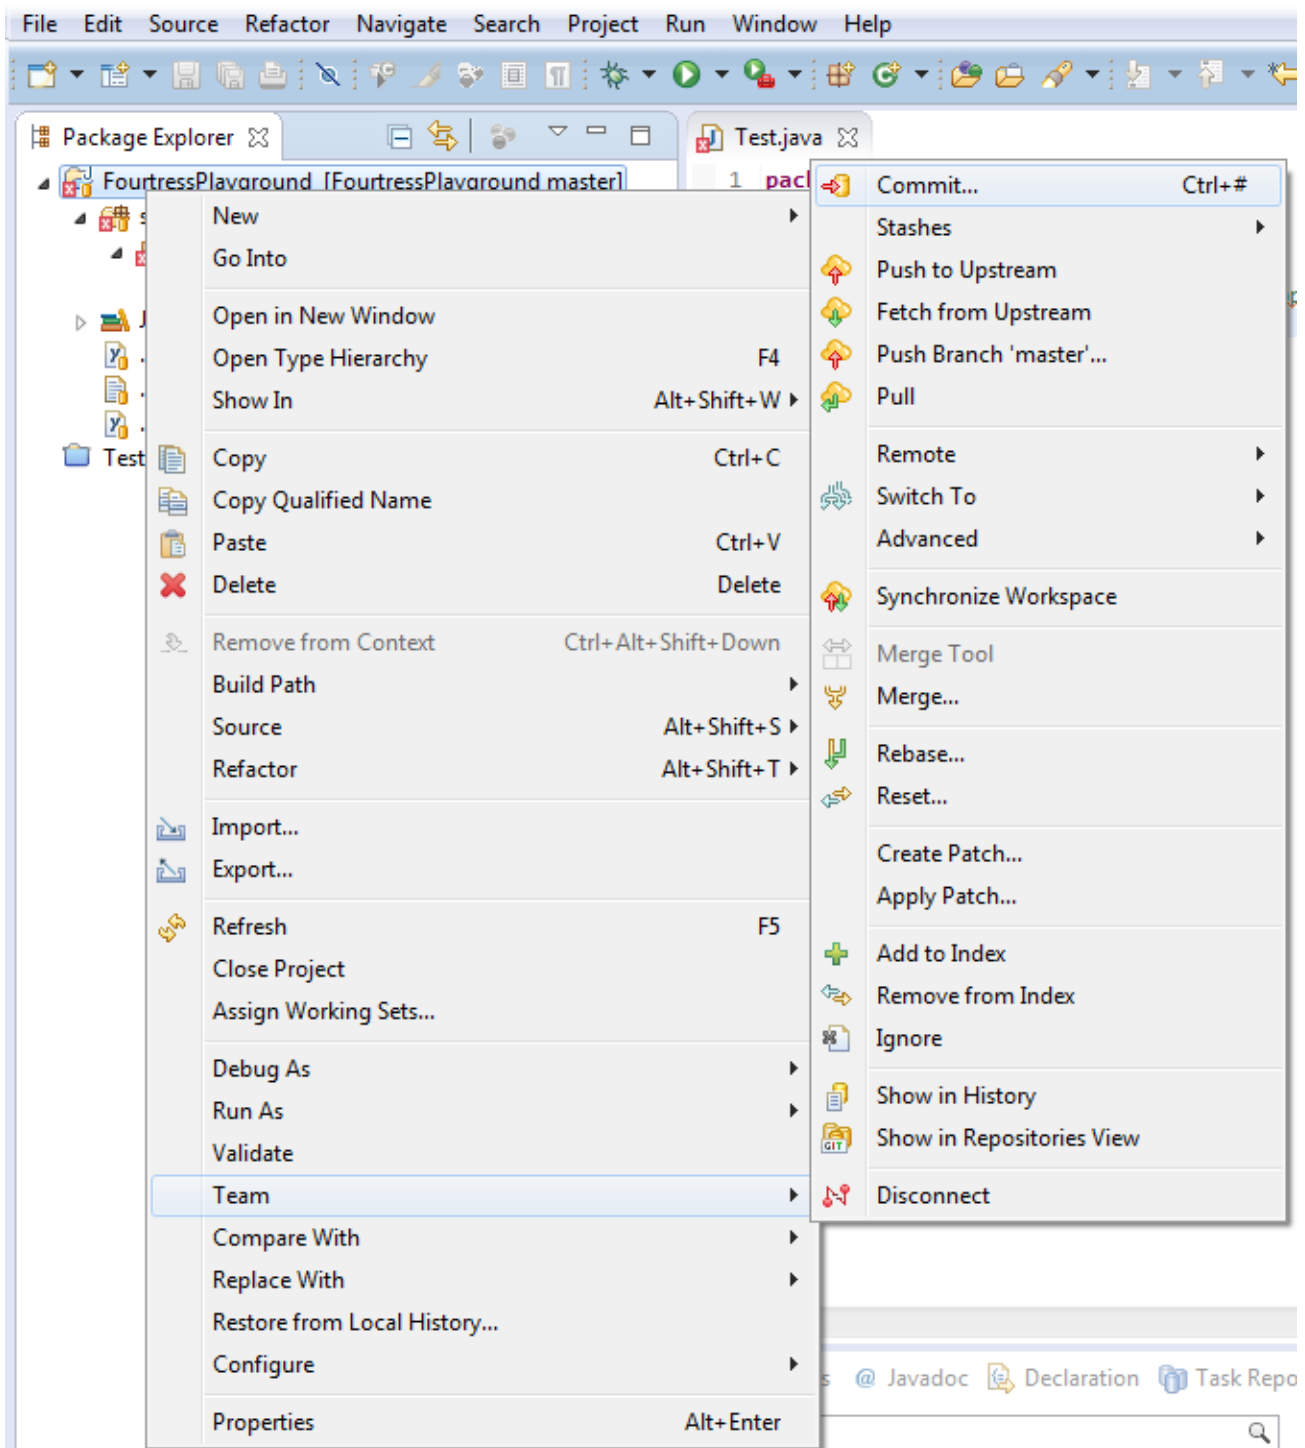 File Edit Source Refactor Navigate Search Project Run Window Help
Package Explorer
Test.java
FourtressPlayground [FourtressPlayground master]
1
Test
New
Go Into
Open in New Window
Open Type Hierarchy F4
Show In Alt+Shift+W
Copy Ctrl+C
Copy Qualified Name
Paste Ctrl+V
Delete Delete
Remove from Context Ctrl+Alt+Shift+Down
Build Path
Source Alt+Shift+S
Refactor Alt+Shift+T
Import...
Export...
Refresh F5
Close Project
Assign Working Sets...
Debug As
Run As
Validate
Team
Compare With
Replace With
Restore from Local History...
Configure
Properties Alt+Enter
Commit... Ctrl+#
Stashes
Push to Upstream
Fetch from Upstream
Push Branch 'master'...
Pull
Remote
Switch To
Advanced
Synchronize Workspace
Merge Tool
Merge...
Rebase...
Reset...
Create Patch...
Apply Patch...
Add to Index
Remove from Index
Ignore
Show in History
GIT Show in Repositories View
Disconnect
@ Javadoc Declaration Task Repo